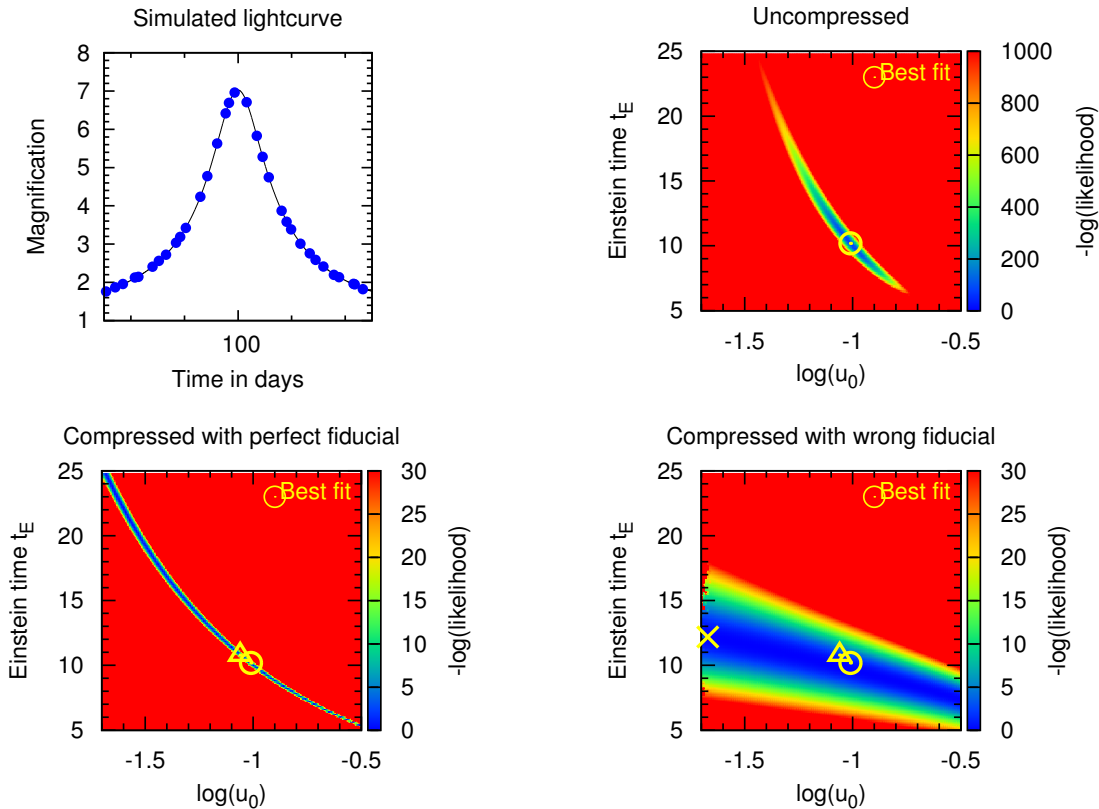 Simulated lightcurve
8
7
6
5
4
3
2
1
Magnification
100
Time in days
Uncompressed
25
20
15
10
5
Einstein time t_E
Best fit
-1.5
-1
-0.5
log(u_0)
1000
800
600
400
200
0
-log(likelihood)
Compressed with perfect fiducial
25
20
15
10
5
Einstein time t_E
Best fit
-1.5
-1
-0.5
log(u_0)
30
25
20
15
10
5
0
-log(likelihood)
Compressed with wrong fiducial
25
20
15
10
5
Einstein time t_E
Best fit
-1.5
-1
-0.5
log(u_0)
30
25
20
15
10
5
0
-log(likelihood)